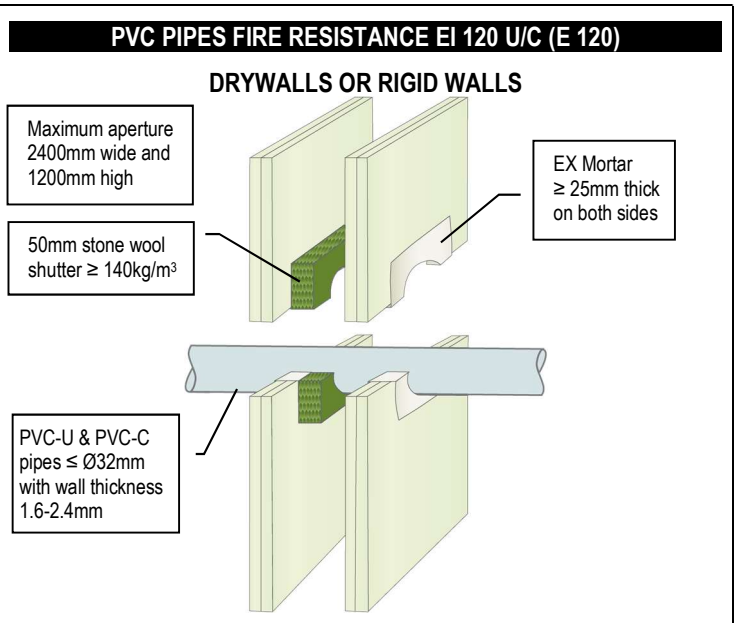 PVC PIPES FIRE RESISTANCE EI 120 U/C (E 120)
DRYWALLS OR RIGID WALLS
Maximum aperture
2400mm wide and
1200mm high
EX Mortar
≥ 25mm thick
on both sides
50mm stone wool
shutter ≥ 140kg/m³
PVC-U & PVC-C
pipes ≤ Ø32mm
with wall thickness
1.6-2.4mm